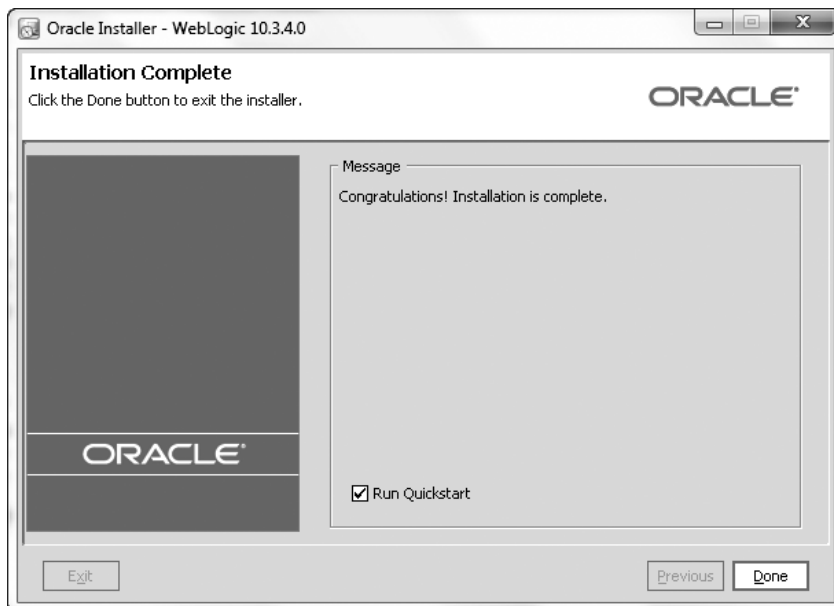 Oracle Installer - WebLogic 10.3.4.0
Installation Complete
Click the Done button to exit the installer.
ORACLE®
Message
Congratulations! Installation is complete.
ORACLE®
Run Quickstart
Exit
Previous
Done